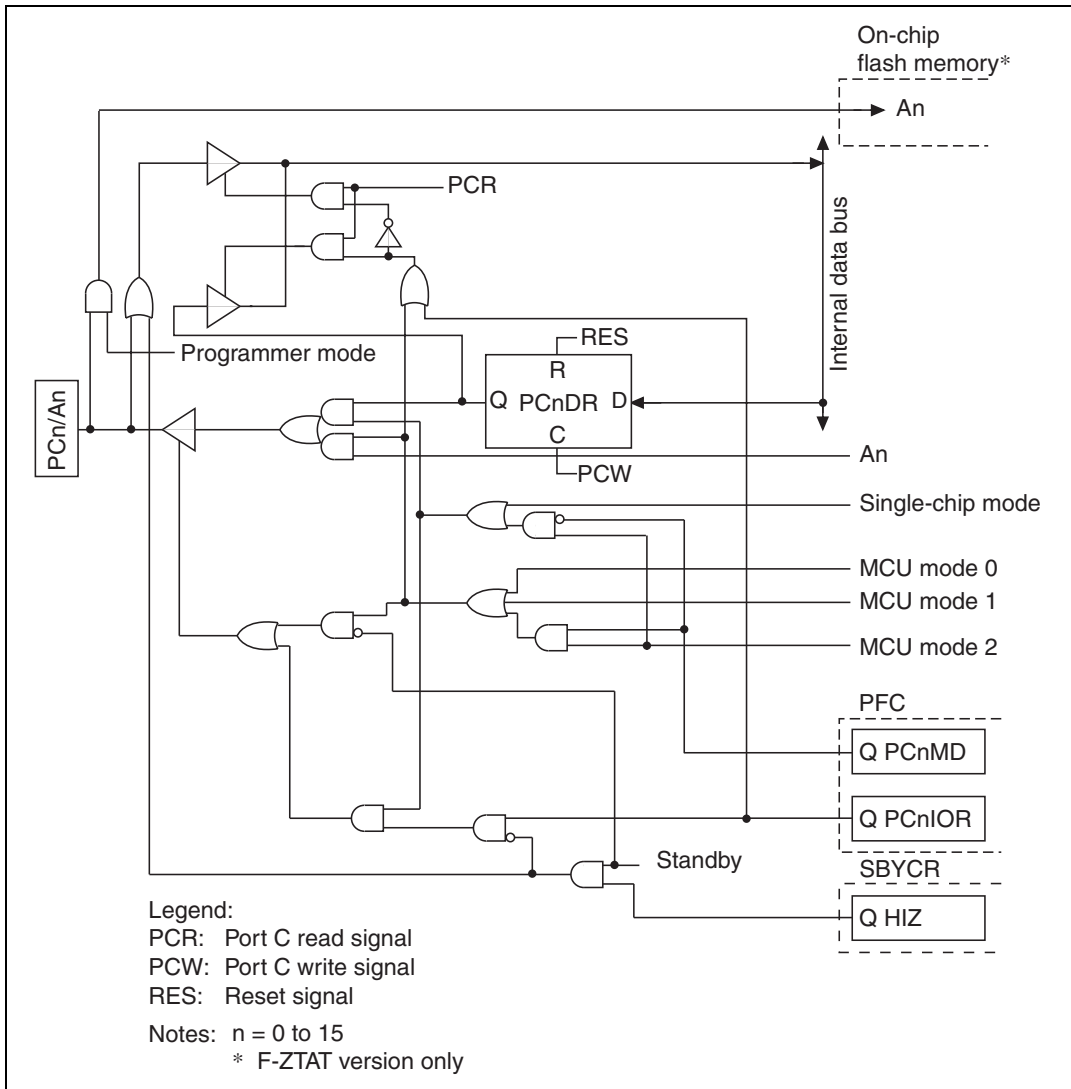 On-chip
flash memory*
An
PCR
Internal data bus
Programmer mode
RES
R
Q PCnDR D
C
PCW
PCn/An
An
Single-chip mode
MCU mode 0
MCU mode 1
MCU mode 2
PFC
Q PCnMD
Q PCnIOR
Standby
SBYCR
Q HIZ
Legend:
PCR: Port C read signal
PCW: Port C write signal
RES: Reset signal
Notes: n = 0 to 15
* F-ZTAT version only